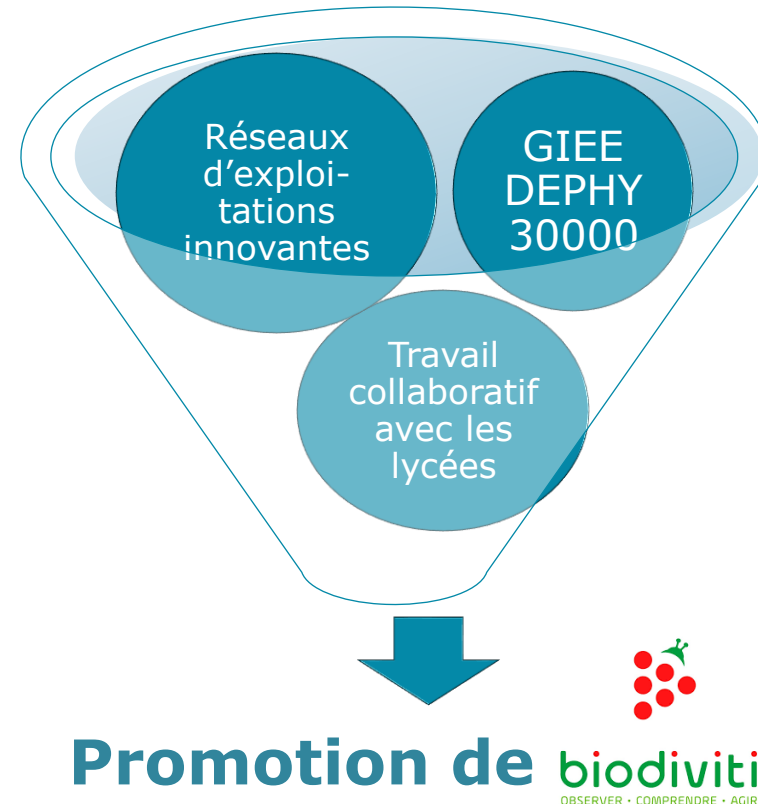 Réseaux
d’exploi-
tations
innovantes
GIEE
DEPHY
30000
Travail
collaboratif
avec les
lycées
Promotion de
biodiviti
OBSERVER • COMPRENDRE • AGIR